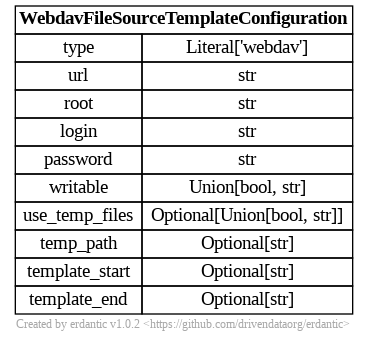 WebdavFileSourceTemplateConfiguration
type Literal['webdav']
url str
root str
login str
password str
writable Union[bool, str]
use_temp_files Optional[Union[bool, str]]
temp_path Optional[str]
template_start Optional[str]
template_end Optional[str]
Created by erdantic v1.0.2 <https://github.com/drivendataorg/erdantic>